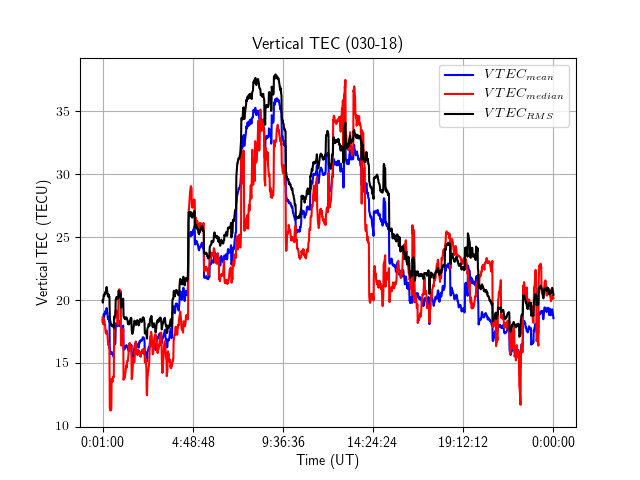 Vertical TEC (030-18)
VTEC_mean
VTEC_median
VTEC_RMS
Vertical TEC (TECU)
35
30
25
20
15
10
0:01:00 4:48:48 9:36:36 14:24:24 19:12:12 0:00:00
Time (UT)